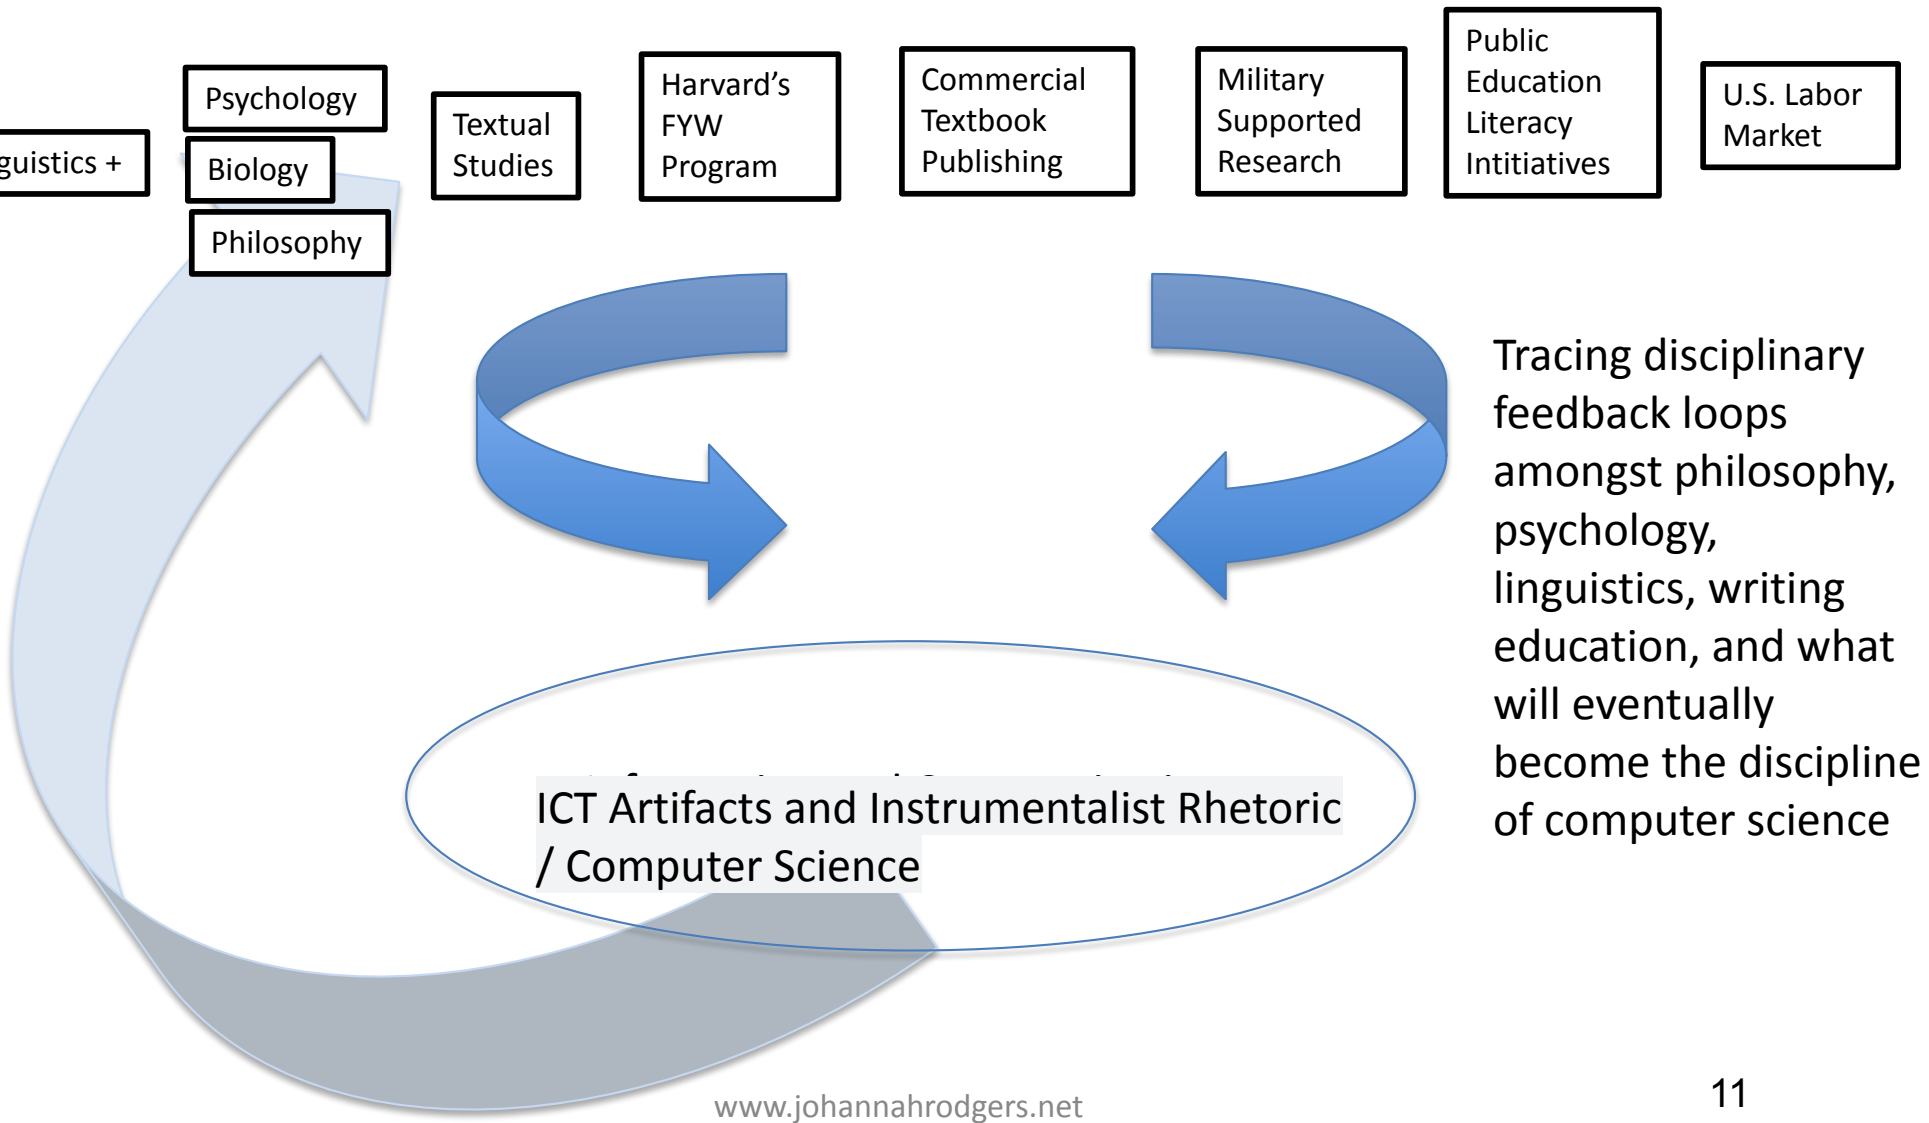 guistics +
Psychology
Biology
Philosophy
Textual
Studies
Harvard’s
FYW
Program
Commercial
Textbook
Publishing
Military
Supported
Research
Public
Education
Literacy
Intitiatives
U.S. Labor
Market
Tracing disciplinary
feedback loops
amongst philosophy,
psychology,
linguistics, writing
education, and what
will eventually
become the discipline
of computer science
ICT Artifacts and Instrumentalist Rhetoric
/ Computer Science
www.johannahrodgers.net
11